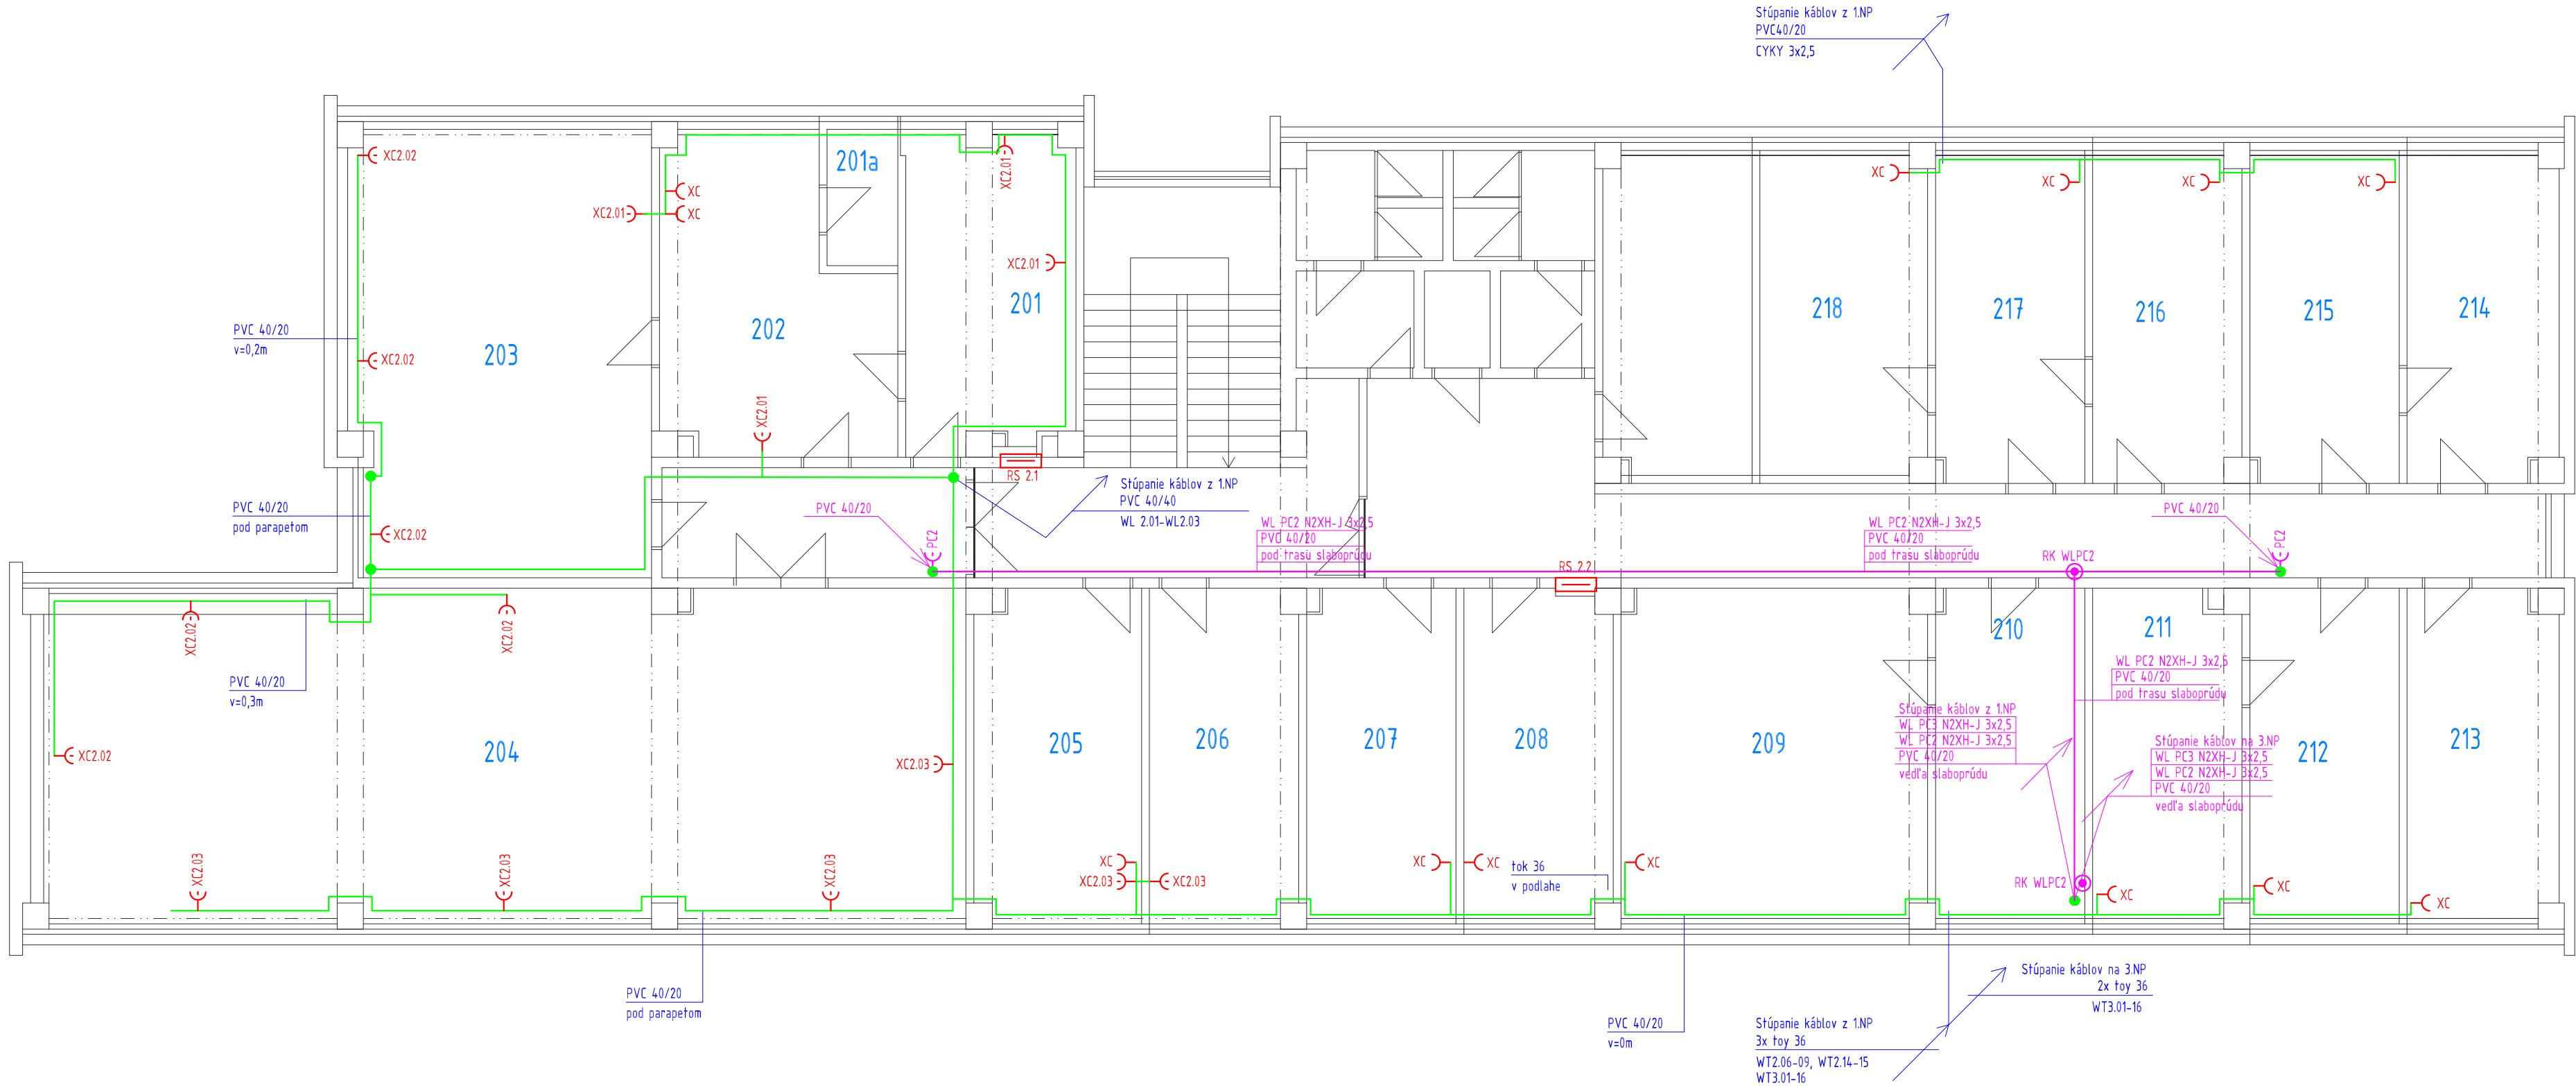 Stúpanie káblov z 1.NP
PVC40/20
CYKY 3x2,5
XC2.02
201a
XC2.01
XC
XC
XC
XC
XC
XC2.01
XC
XC2.01
201
202
203
218
217
216
215
214
PVC 40/20
v=0,2m
XC2.02
XC2.01
RS 2.1
Stúpanie káblov z 1.NP
PVC 40/40
WL 2.01-WL2.03
PVC 40/20
PVC 40/20
PVC 40/20
pod parapetom
XC2.02
PC2
WL PC2 N2XH-J 3x2,5
PVC 40/20
pod trasu slaboprúdu
WL PC2 N2XH-J 3x2,5
PVC 40/20
pod trasu slaboprúdu
PC2
RK WLPC2
RS 2.2
XC2.02
XC2.02
210
211
PVC 40/20
v=0,3m
WL PC2 N2XH-J 3x2,5
PVC 40/20
pod trasu slaboprúdu
Stúpanie káblov z 1.NP
WL PC3 N2XH-J 3x2,5
WL PC2 N2XH-J 3x2,5
PVC 40/20
vedľa slaboprúdu
Stúpanie káblov na 3.NP
WL PC3 N2XH-J 3x2,5
WL PC2 N2XH-J 3x2,5
PVC 40/20
vedľa slaboprúdu
XC2.02
204
XC2.03
205
206
207
208
209
212
213
XC2.03
XC2.03
XC2.03
XC
XC2.03
XC2.03
XC
XC
tok 36
v podlahe
XC
RK WLPC2
XC
XC
XC
PVC 40/20
pod parapetom
PVC 40/20
v=0m
Stúpanie káblov na 3.NP
2x toy 36
WT3.01-16
Stúpanie káblov z 1.NP
3x toy 36
WT2.06-09, WT2.14-15
WT3.01-16